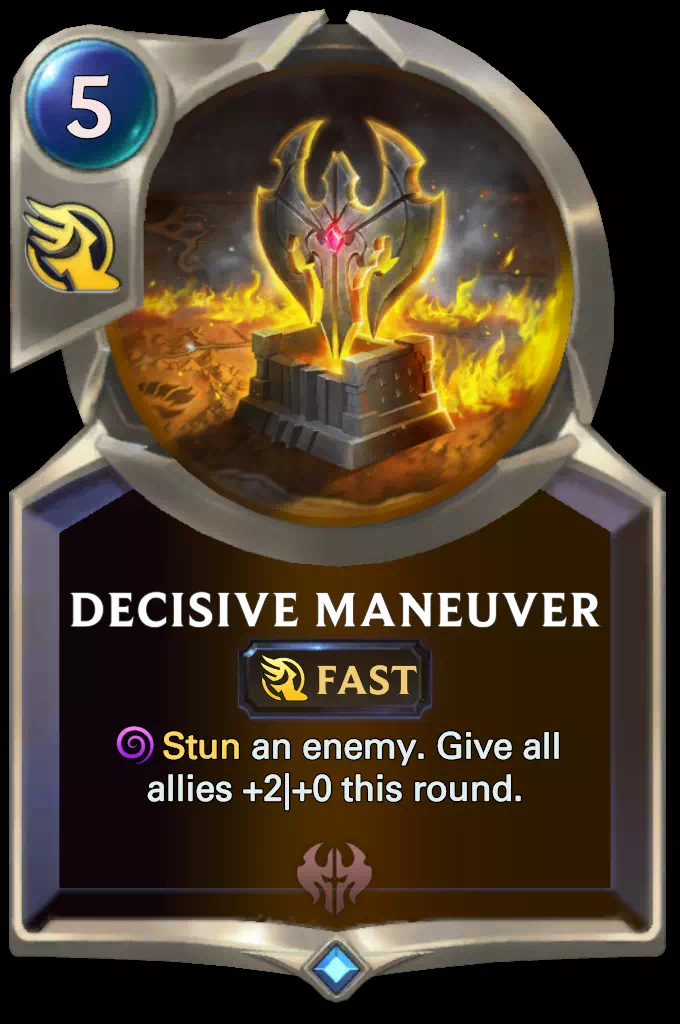 5
DECISIVE MANEUVER
FAST
Stun an enemy. Give all
allies +2|+0 this round.